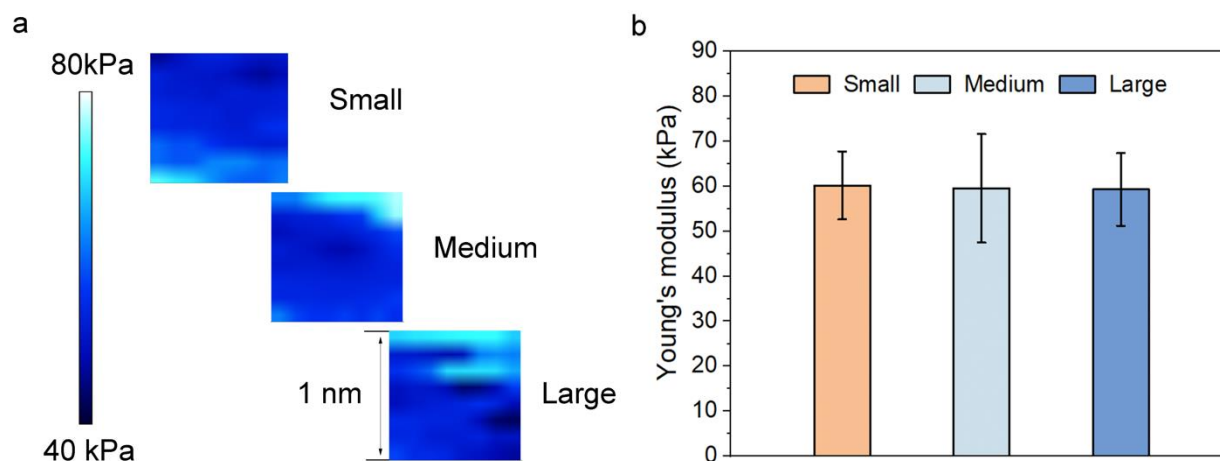 a
80kPa
Small
Medium
1 nm
Large
40 kPa
b
Young's modulus (kPa)
90
80
70
60
50
40
30
20
10
0
Small Medium Large